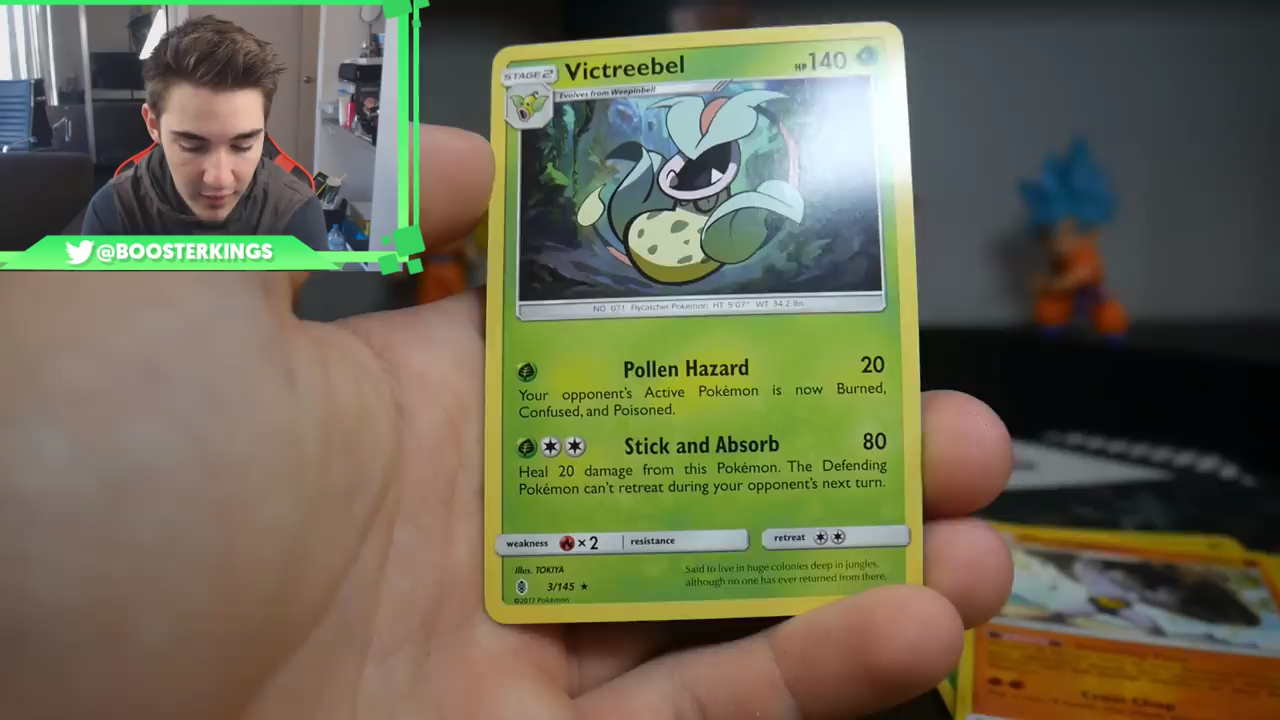 @BOOSTERKINGS
STAGE 2
Victreebel
HP 140
Evolves from Weepinbell
NO. 071 Flycatcher Pokémon HT 5'07" WT 34.2 lbs
Pollen Hazard 20
Your opponent's Active Pokémon is now Burned,
Confused, and Poisoned.
Stick and Absorb 80
Heal 20 damage from this Pokémon. The Defending
Pokémon can't retreat during your opponent's next turn.
weakness ×2 resistance retreat
Illus. TOKIYA
3/145 ★
©2017 Pokémon
Said to live in huge colonies deep in jungles,
although no one has ever returned from there.
Cross Chop